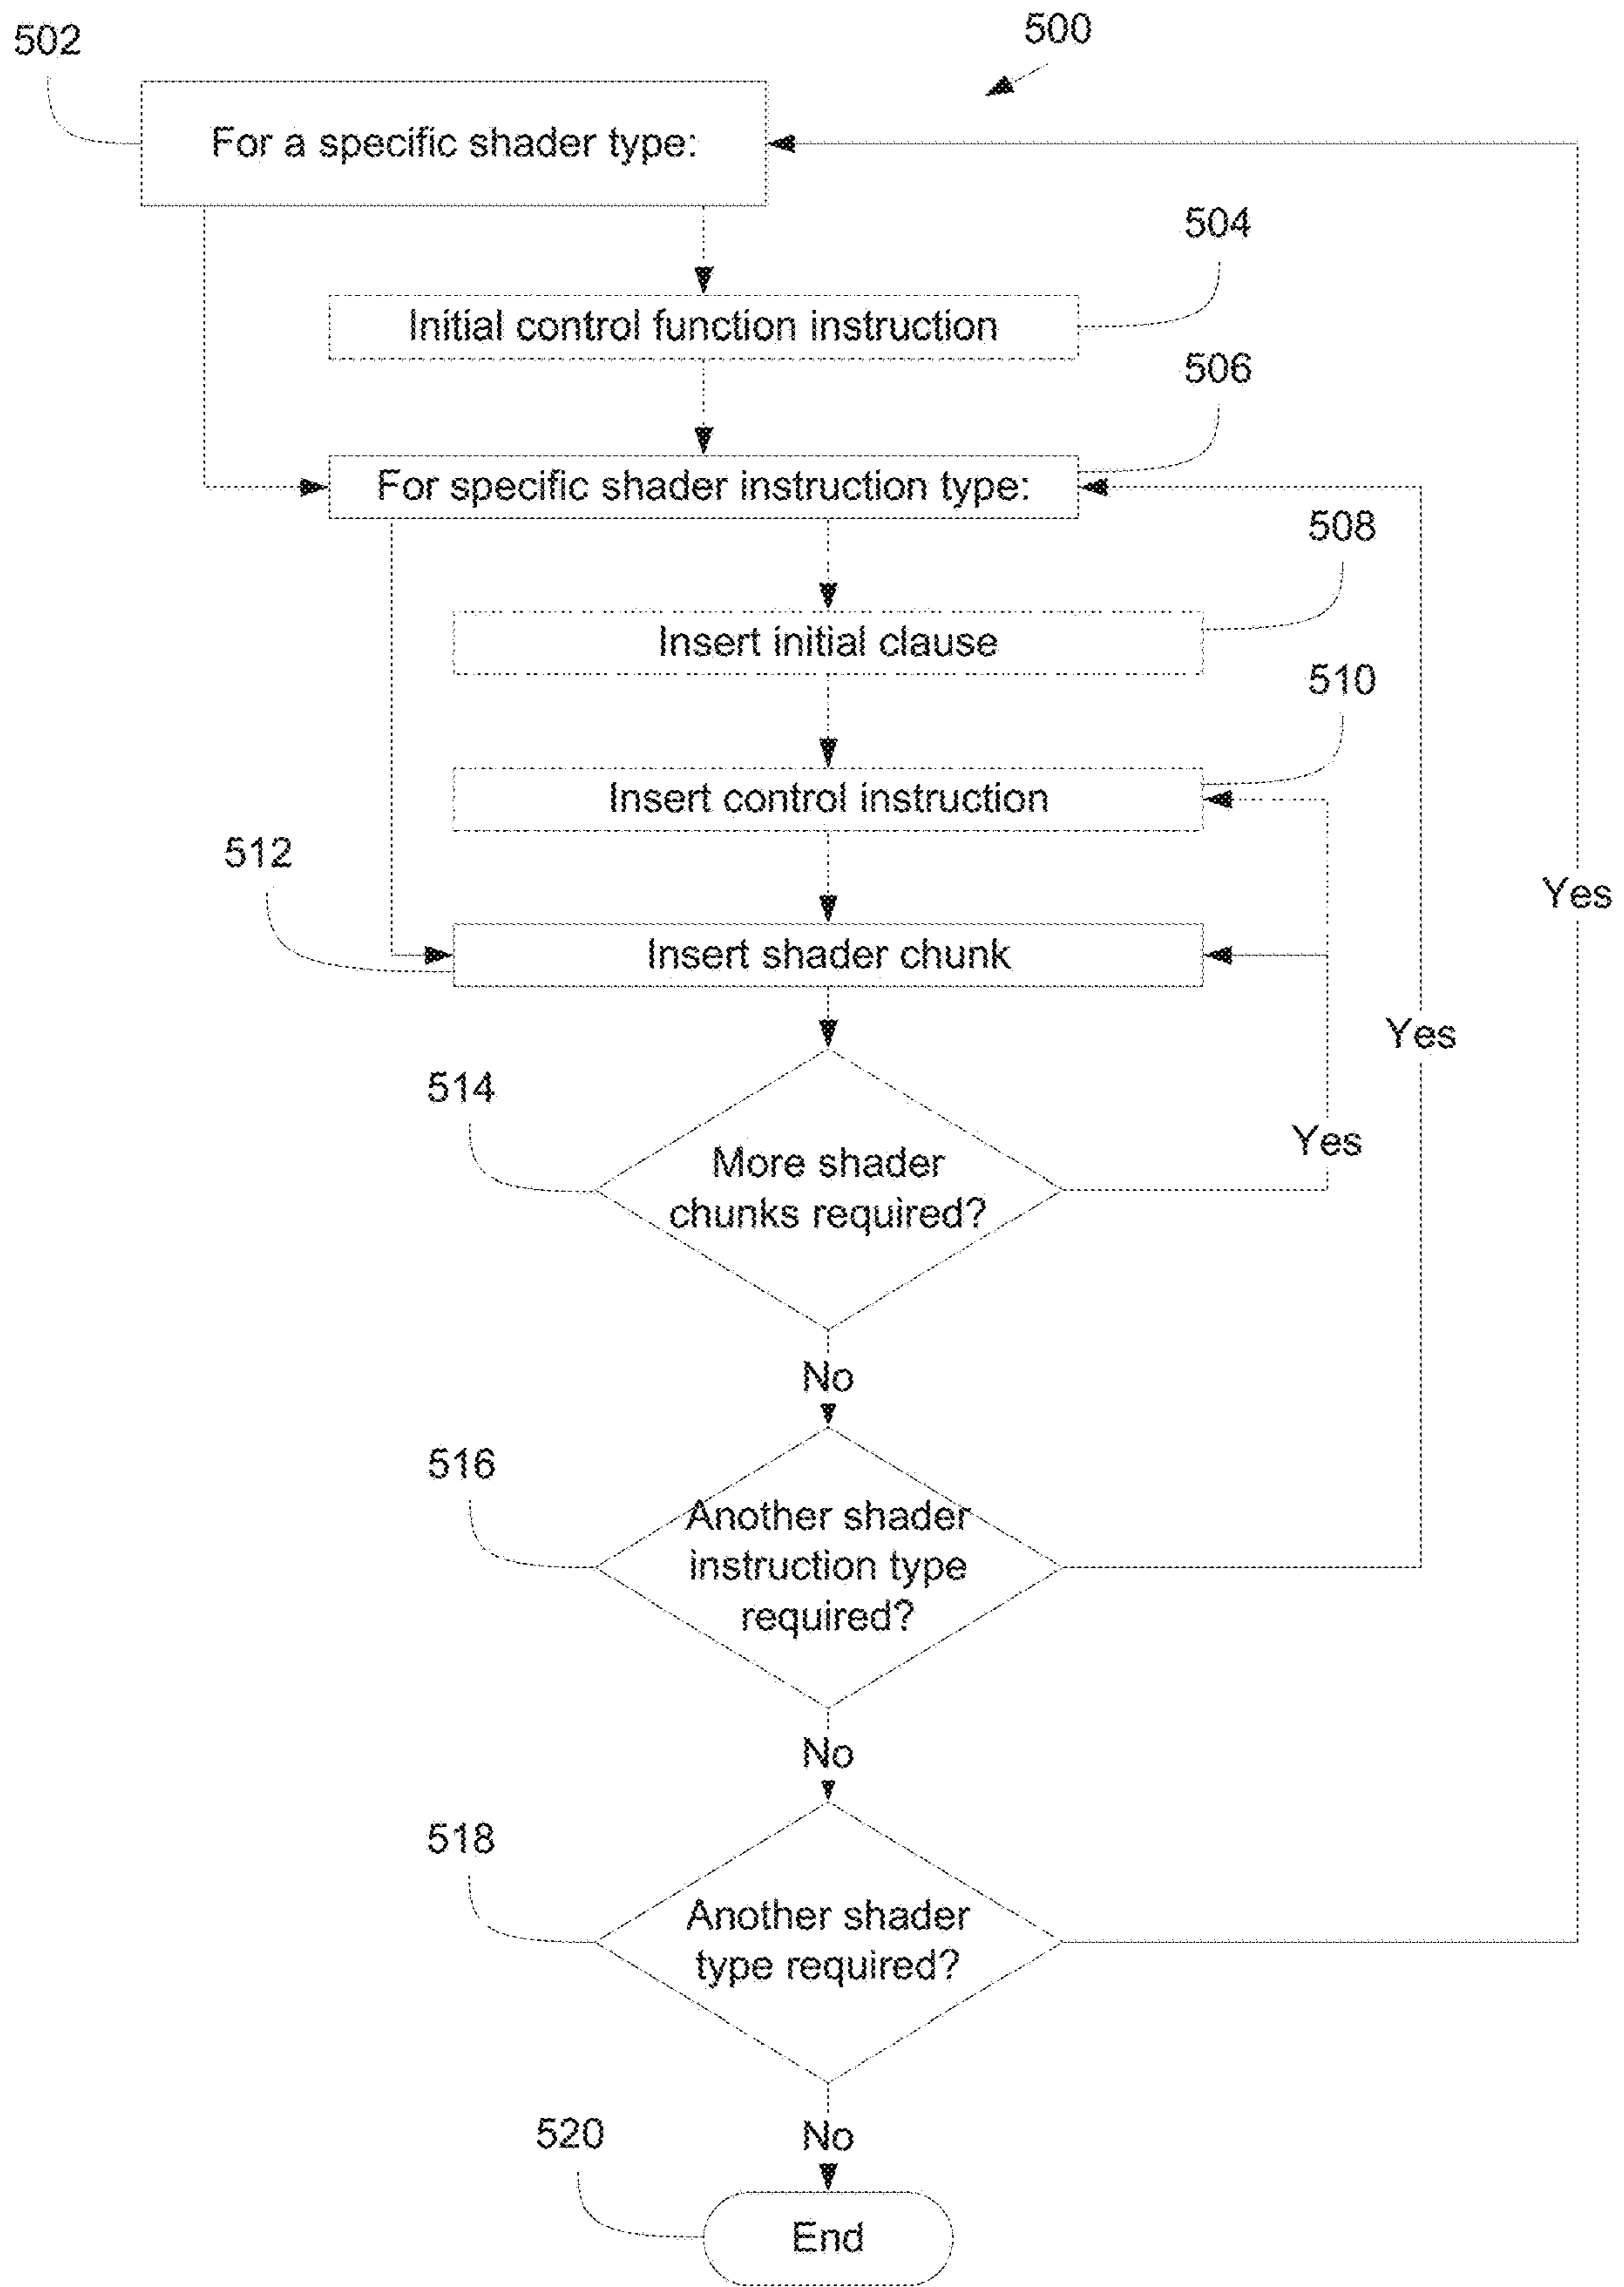 502
500
For a specific shader type:
504
Initial control function instruction
506
For specific shader instruction type:
508
Insert initial clause
510
Insert control instruction
512
Yes
Insert shader chunk
Yes
514
Yes
More shader
chunks required?
No
516
Another shader
instruction type
required?
No
518
Another shader
type required?
520
No
End